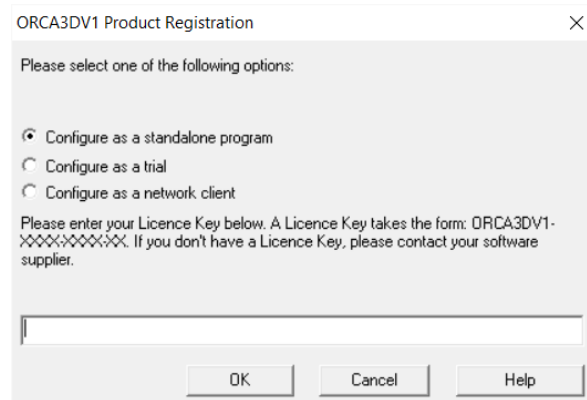 ORCA3DV1 Product Registration
Please select one of the following options:
Configure as a standalone program
Configure as a trial
Configure as a network client
Please enter your Licence Key below. A Licence Key takes the form: ORCA3DV1-
XXXX-XXXX-XX. If you don't have a Licence Key, please contact your software
supplier.
OK Cancel Help